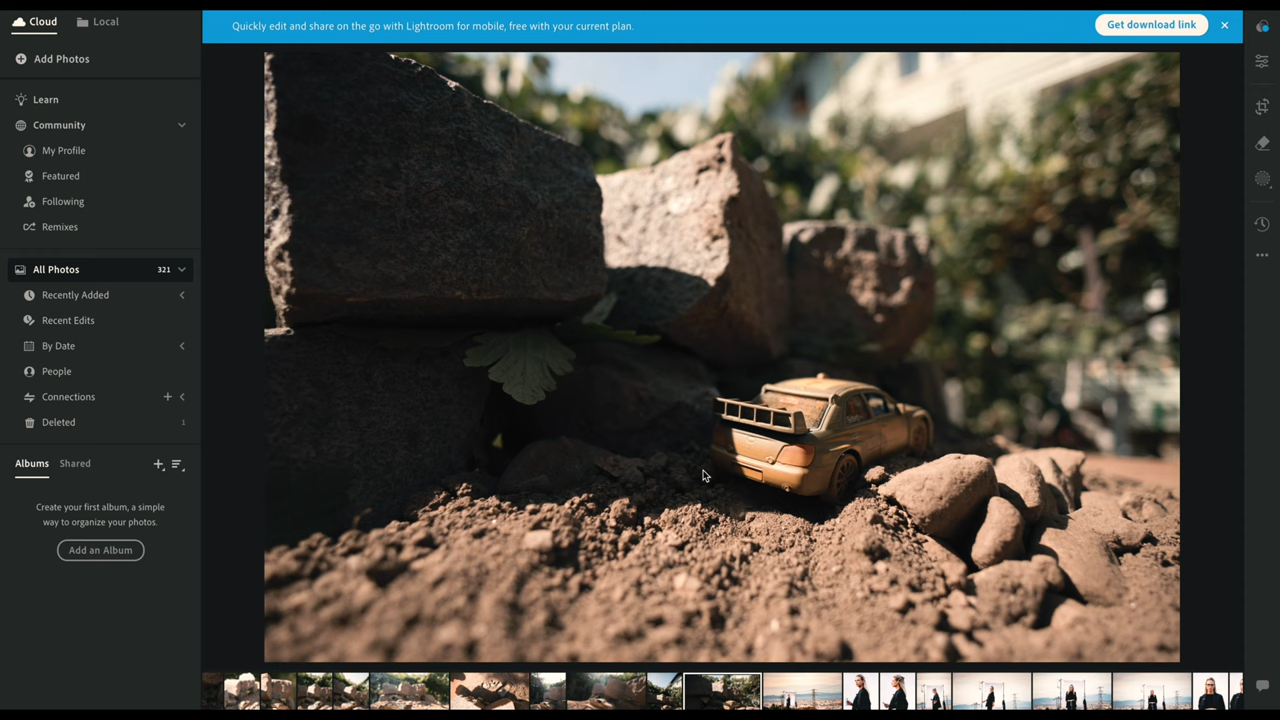 Cloud
Local
Quickly edit and share on the go with Lightroom for mobile, free with your current plan.
Get download link
Add Photos
Learn
Community
My Profile
Featured
Following
Remixes
All Photos
321
Recently Added
Recent Edits
By Date
People
Connections
Deleted
1
Albums
Shared
Create your first album, a simple
way to organize your photos.
Add an Album